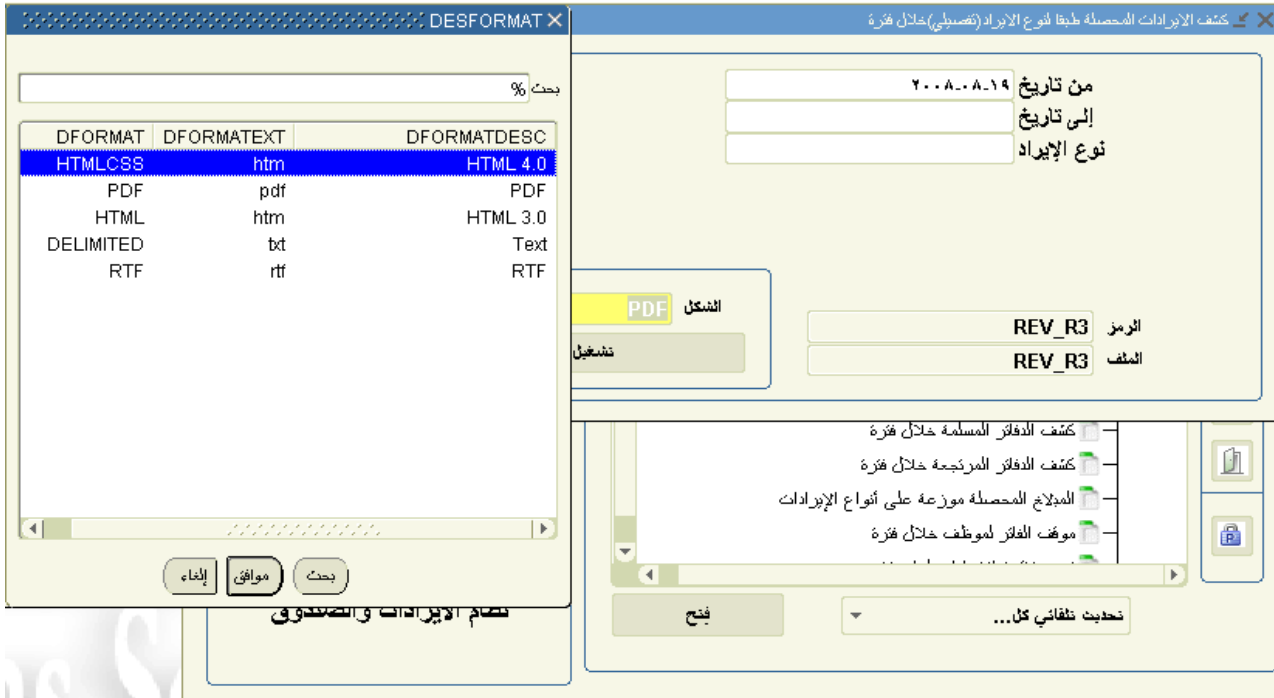 DESFORMAT
بحث %
DFORMAT DFORMATEXT DFORMATDESC
HTMLCSS htm HTML 4.0
PDF pdf PDF
HTML htm HTML 3.0
DELIMITED txt Text
RTF rtf RTF
بحث
موافق
إلغاء
كشف الايرادات المحصلة طبقا لنوع الايراد(تفصيلي)خلال فترة
من تاريخ ١٩-٠٨-٢٠٠٨
إلى تاريخ
نوع الإيراد
الشكل PDF
تشغيل
الرمز REV_R3
الملف REV_R3
كشف الدفاتر المسلمة خلال فترة
كشف الدفاتر المرتجعة خلال فترة
المبلاغ المحصلة موزعة على أنواع الإيرادات
موقف الفاتر لموظف خلال فترة
تحديث تلقائي كل...
فتح
نظام الايرادات والصندوق